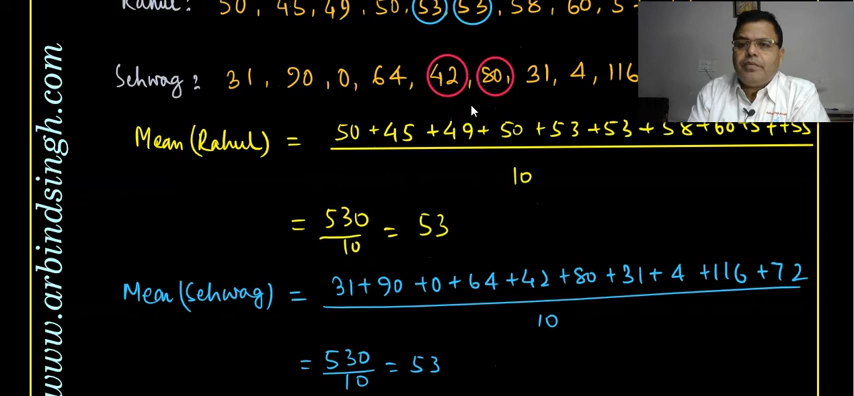 Rahul: 50, 45, 49, 50, 53, 53, 58, 60, 5
Sehwag: 31, 90, 0, 64, 42, 80, 31, 4, 116
Mean (Rahul) = 50 + 45 + 49 + 50 + 53 + 53 + 58 + 60
10
= 530/10 = 53
Mean (Sehwag) = 31 + 90 + 0 + 64 + 42 + 80 + 31 + 4 + 116 + 72
10
= 530/10 = 53
www.arbindsingh.com